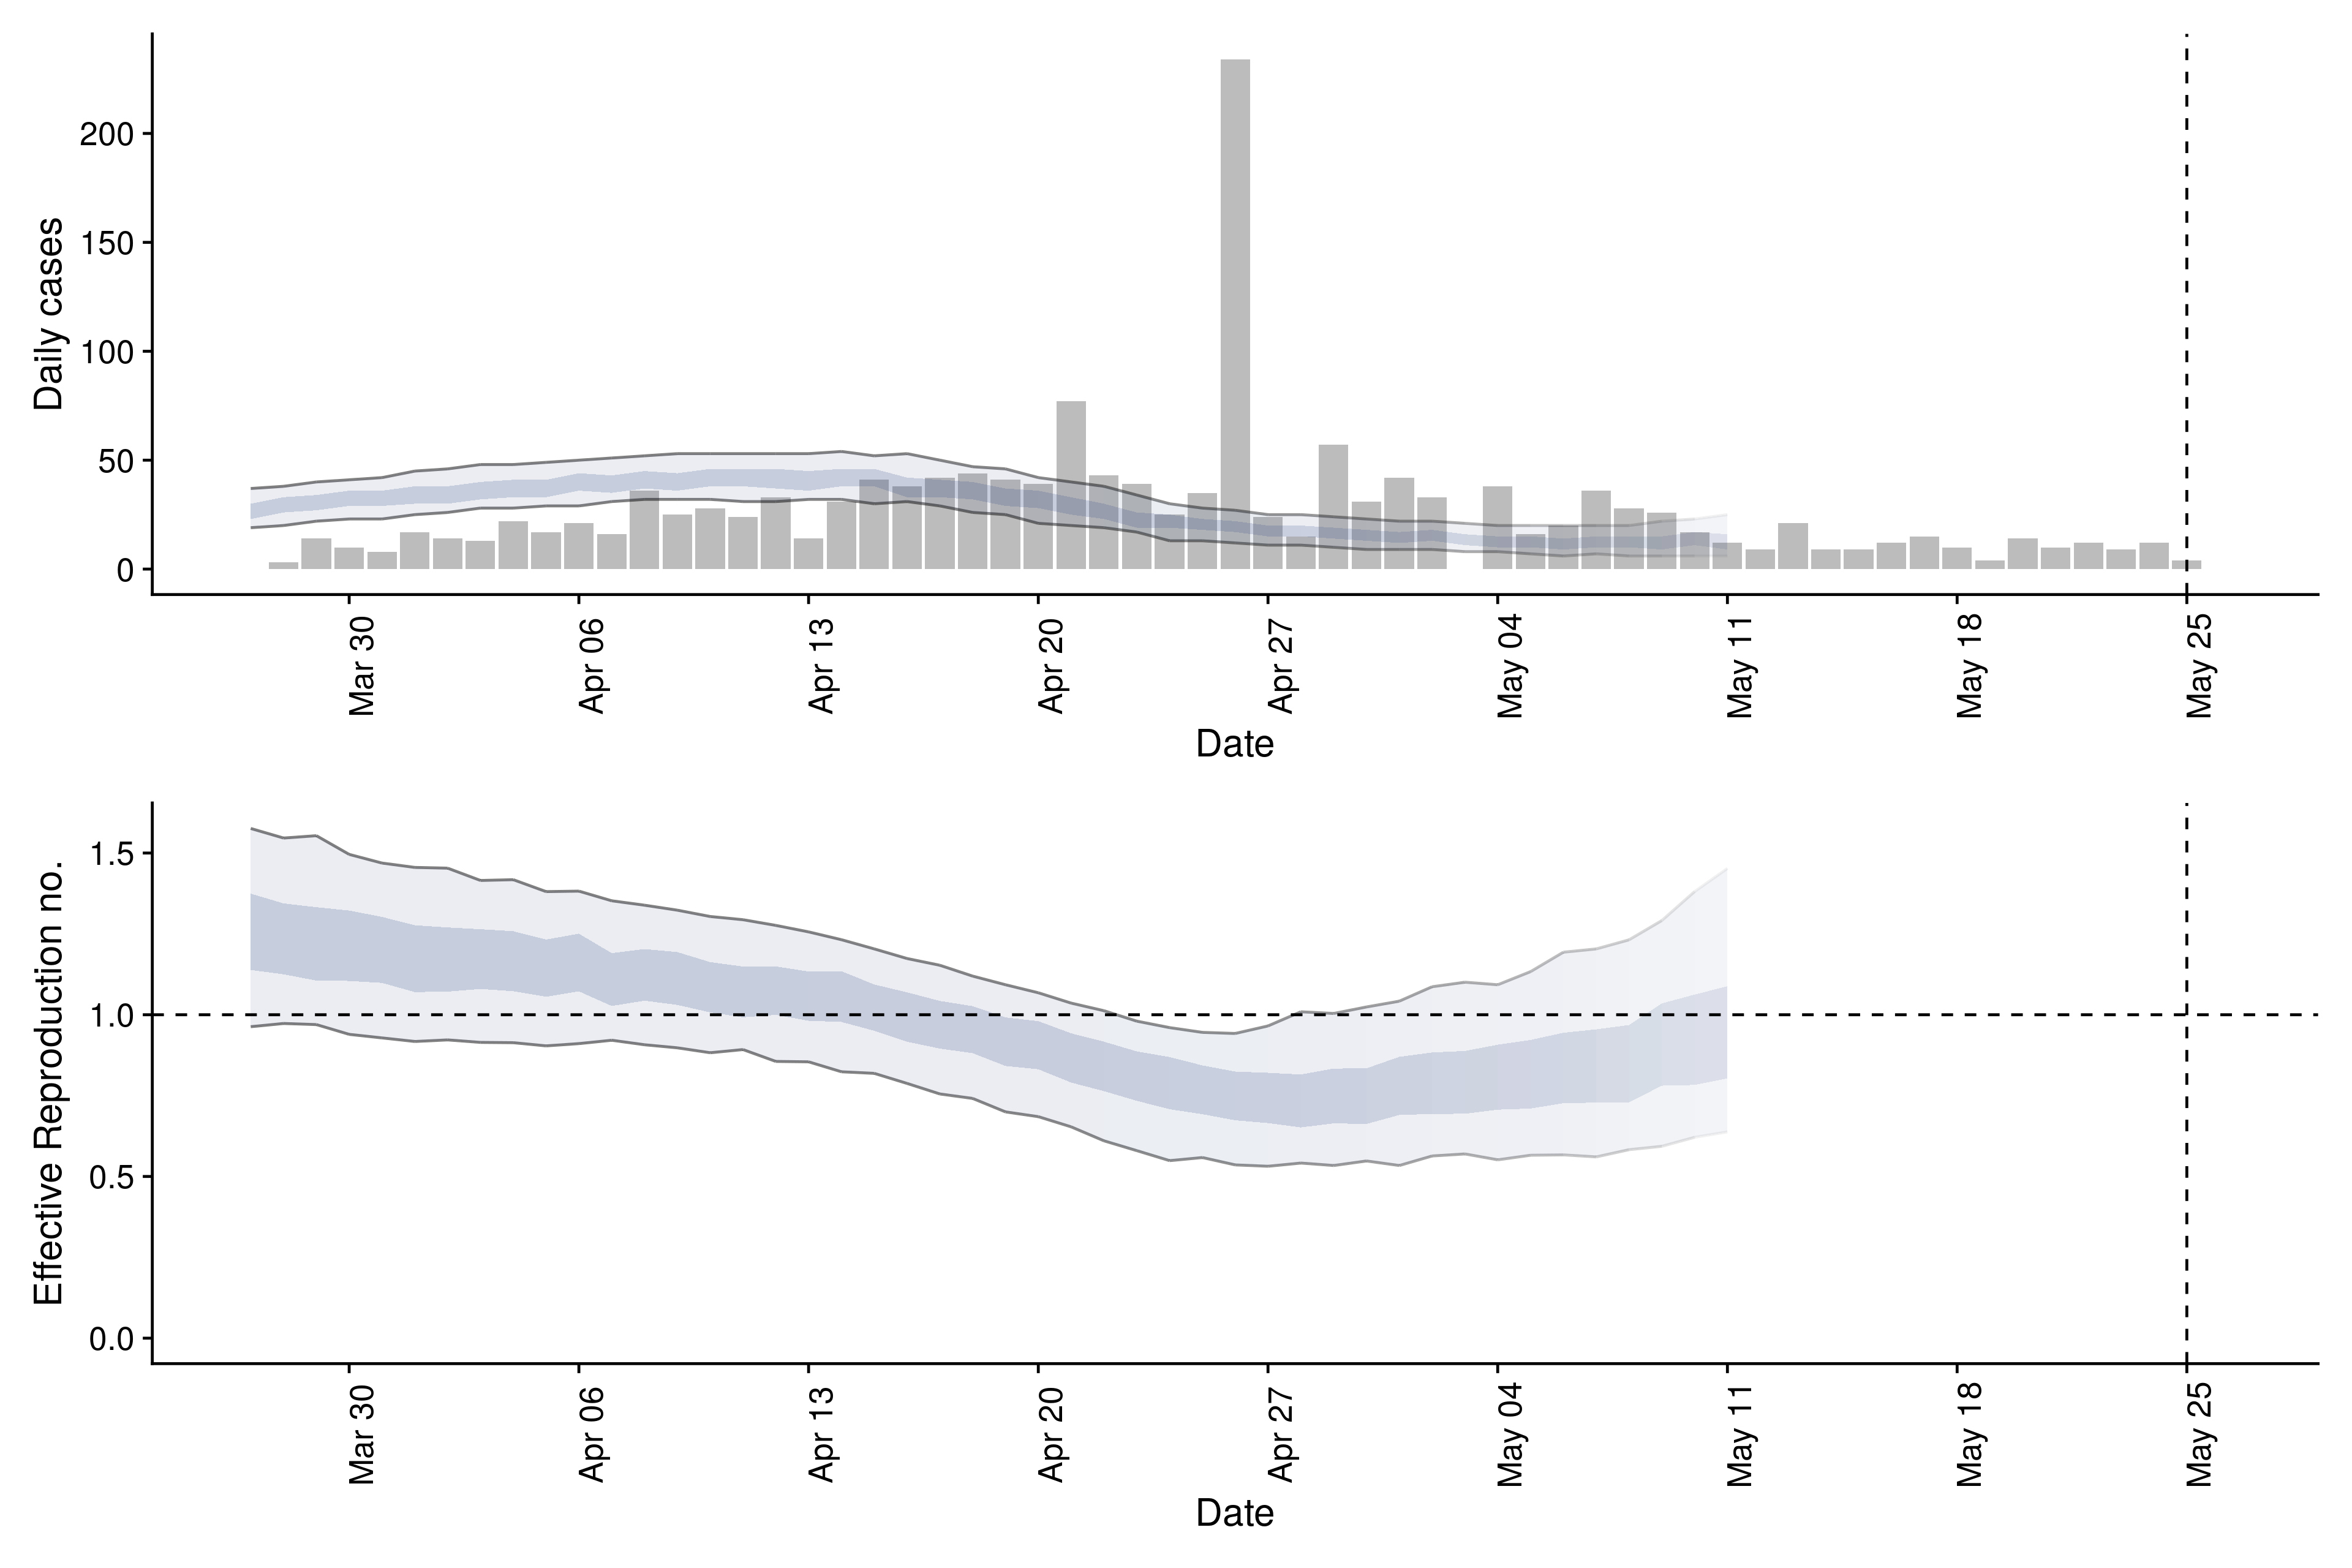 Daily cases
200
150
100
50
0
Mar 30
Apr 06
Apr 13
Apr 20
Apr 27
May 04
May 11
May 18
May 25
Date
Effective Reproduction no.
1.5
1.0
0.5
0.0
Mar 30
Apr 06
Apr 13
Apr 20
Apr 27
May 04
May 11
May 18
May 25
Date